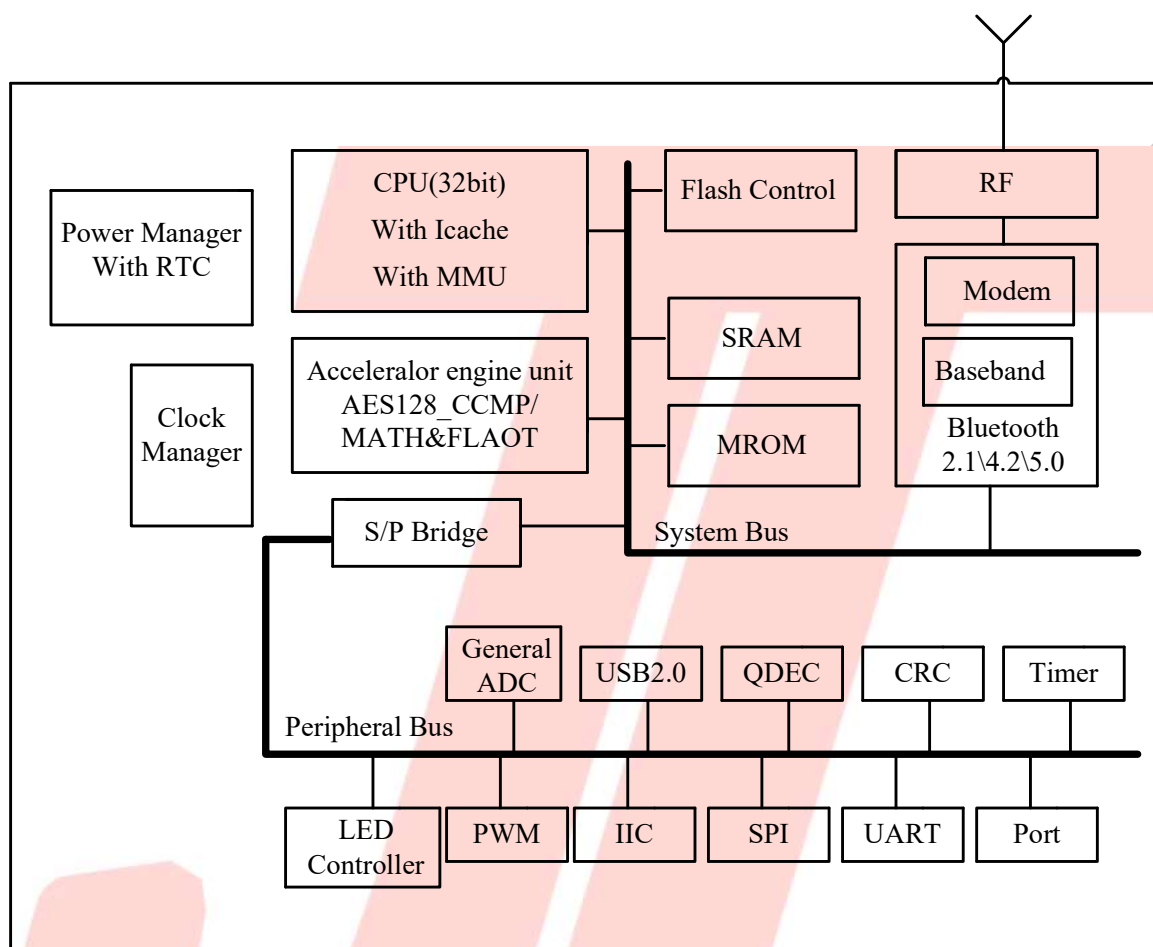 CPU(32bit)
With Icache
With MMU
Flash Control
RF
Power Manager
With RTC
Modem
SRAM
Baseband
Acceleralor engine unit
AES128_CCMP/
MATH&FLAOT
Clock
Manager
MROM
Bluetooth
2.1\4.2\5.0
S/P Bridge
System Bus
General
ADC
USB2.0
QDEC
CRC
Timer
Peripheral Bus
LED
Controller
PWM
IIC
SPI
UART
Port